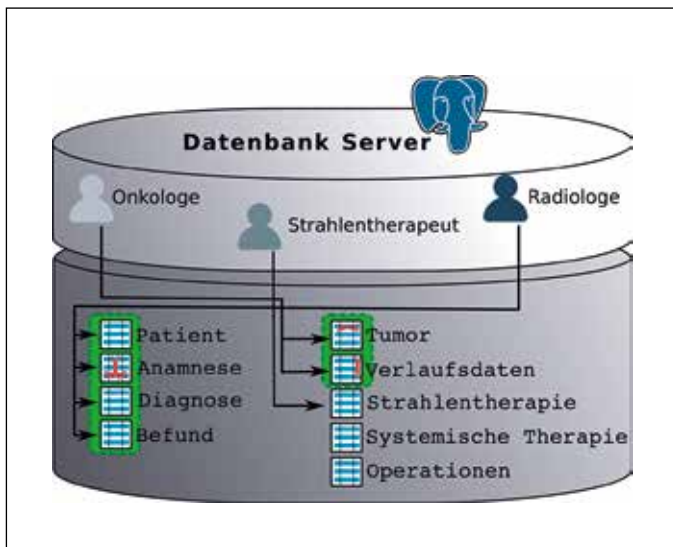 Datenbank Server
Onkologe
Strahlentherapeut
Radiologe
Patient
Anamnese
Diagnose
Befund
Tumor
Verlaufsdaten
Strahlentherapie
Systemische Therapie
Operationen